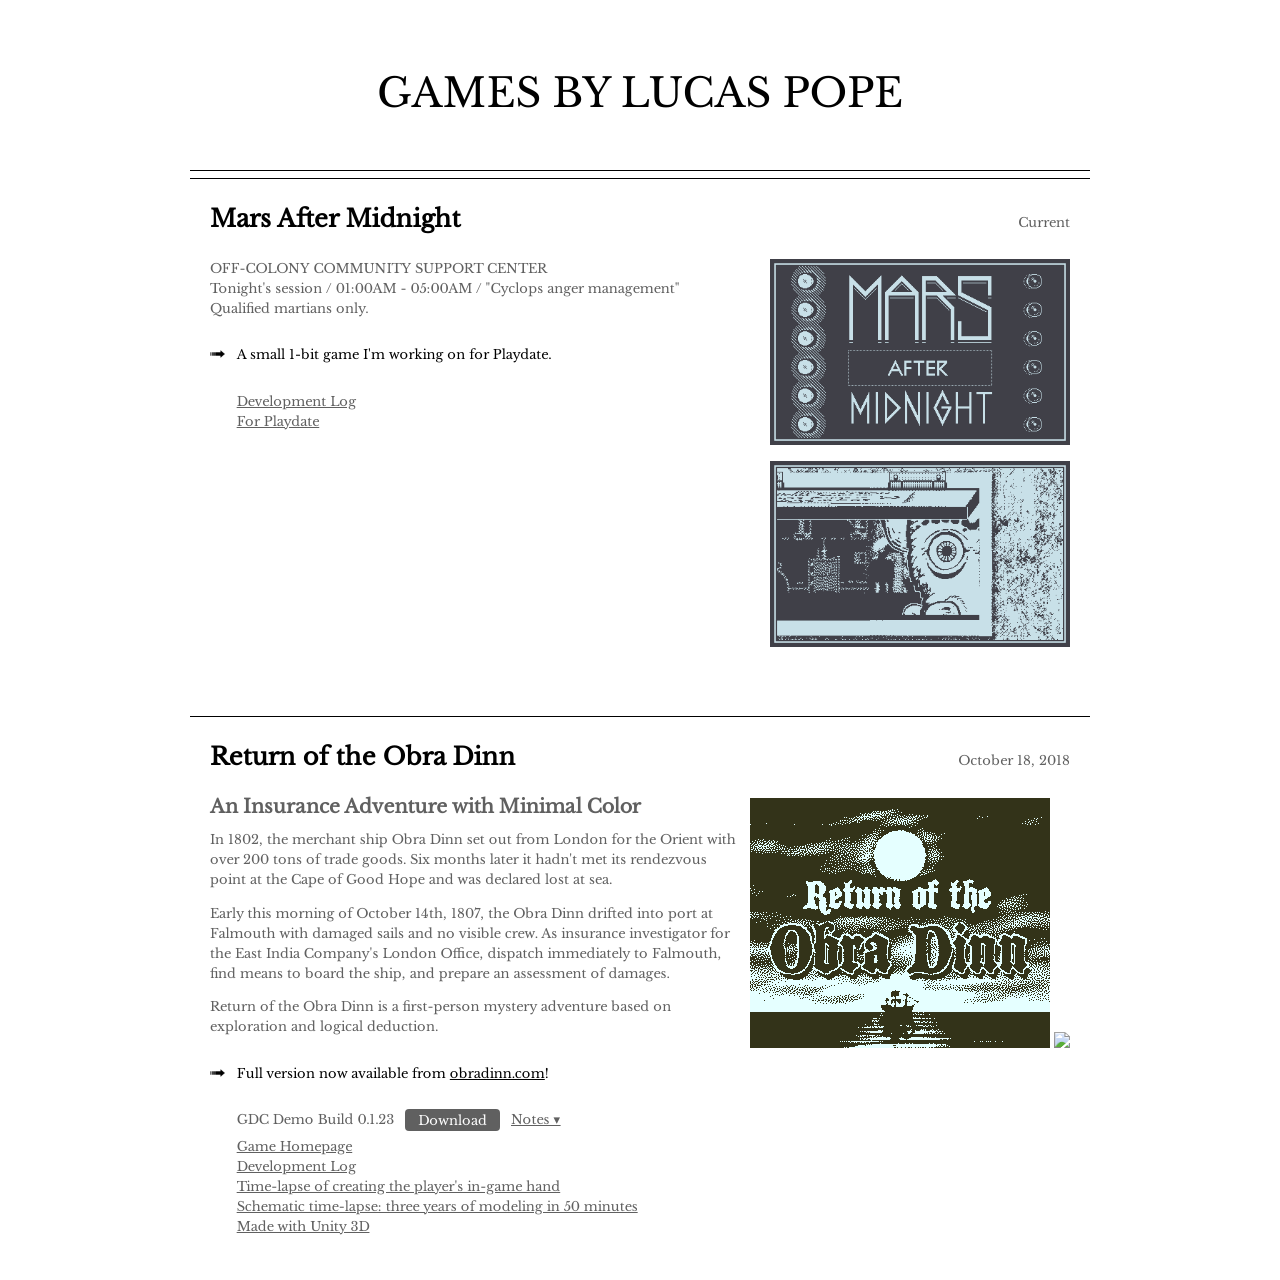 GAMES BY LUCAS POPE
Mars After Midnight
Current
OFF-COLONY COMMUNITY SUPPORT CENTER
Tonight's session / 01:00AM - 05:00AM / "Cyclops anger management"
Qualified martians only.
➟ A small 1-bit game I'm working on for Playdate.
Development Log
For Playdate
MARS
AFTER
MIDNIGHT
Return of the Obra Dinn
October 18, 2018
An Insurance Adventure with Minimal Color
In 1802, the merchant ship Obra Dinn set out from London for the Orient with
over 200 tons of trade goods. Six months later it hadn't met its rendezvous
point at the Cape of Good Hope and was declared lost at sea.
Early this morning of October 14th, 1807, the Obra Dinn drifted into port at
Falmouth with damaged sails and no visible crew. As insurance investigator for
the East India Company's London Office, dispatch immediately to Falmouth,
find means to board the ship, and prepare an assessment of damages.
Return of the Obra Dinn is a first-person mystery adventure based on
exploration and logical deduction.
Return of the
Obra Dinn
➟ Full version now available from obradinn.com!
GDC Demo Build 0.1.23 Download Notes ▾
Game Homepage
Development Log
Time-lapse of creating the player's in-game hand
Schematic time-lapse: three years of modeling in 50 minutes
Made with Unity 3D